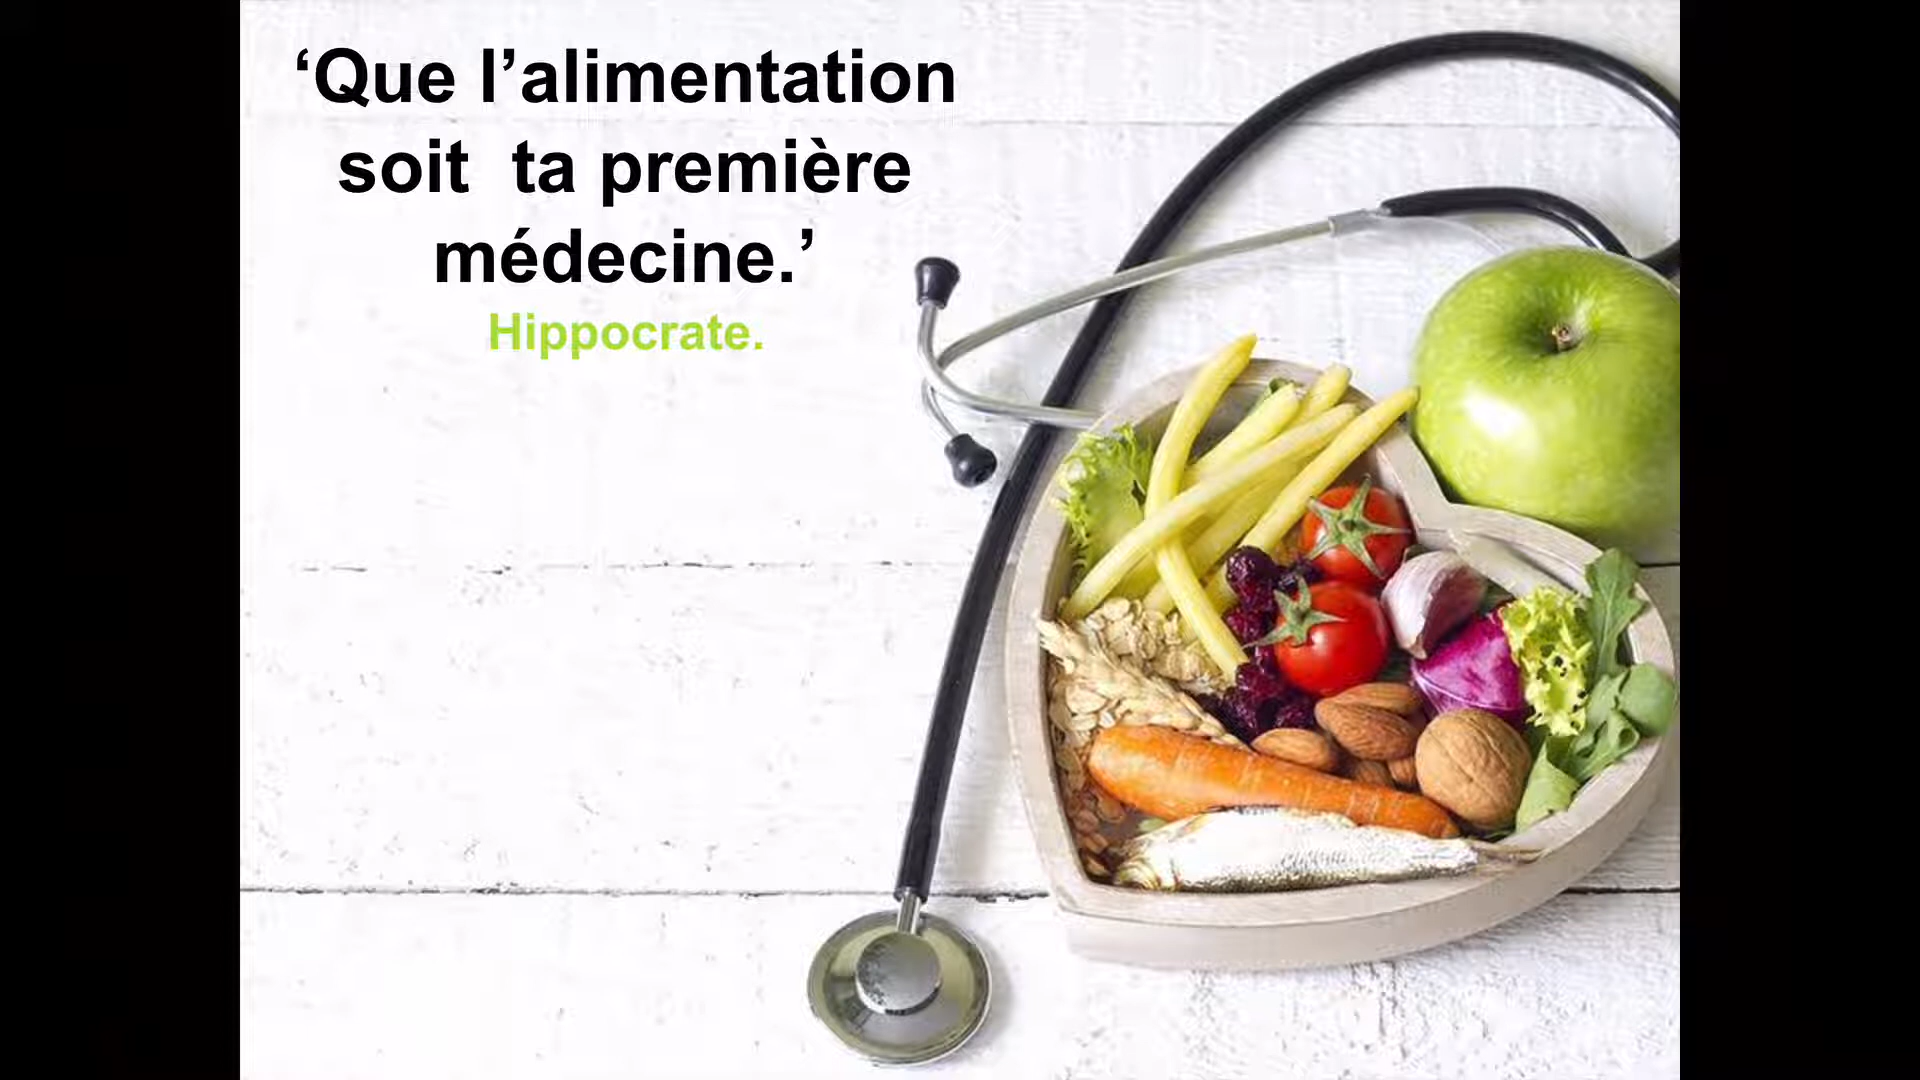 ‘Que l’alimentation
soit  ta première
médecine.’
Hippocrate.